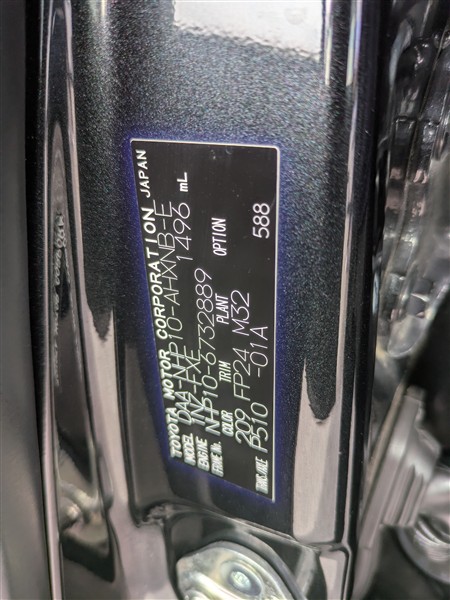 TOYOTA MOTOR CORPORATION JAPAN
MODEL DAA-NHP10-AHXNB-E
ENGINE 1NZ-FXE 1496 mL
FRAME No. NHP10-6732889
COLOR TRIM PLANT OPTION
209 FP24 M32 588
TRANS./AXLE P510 -01A